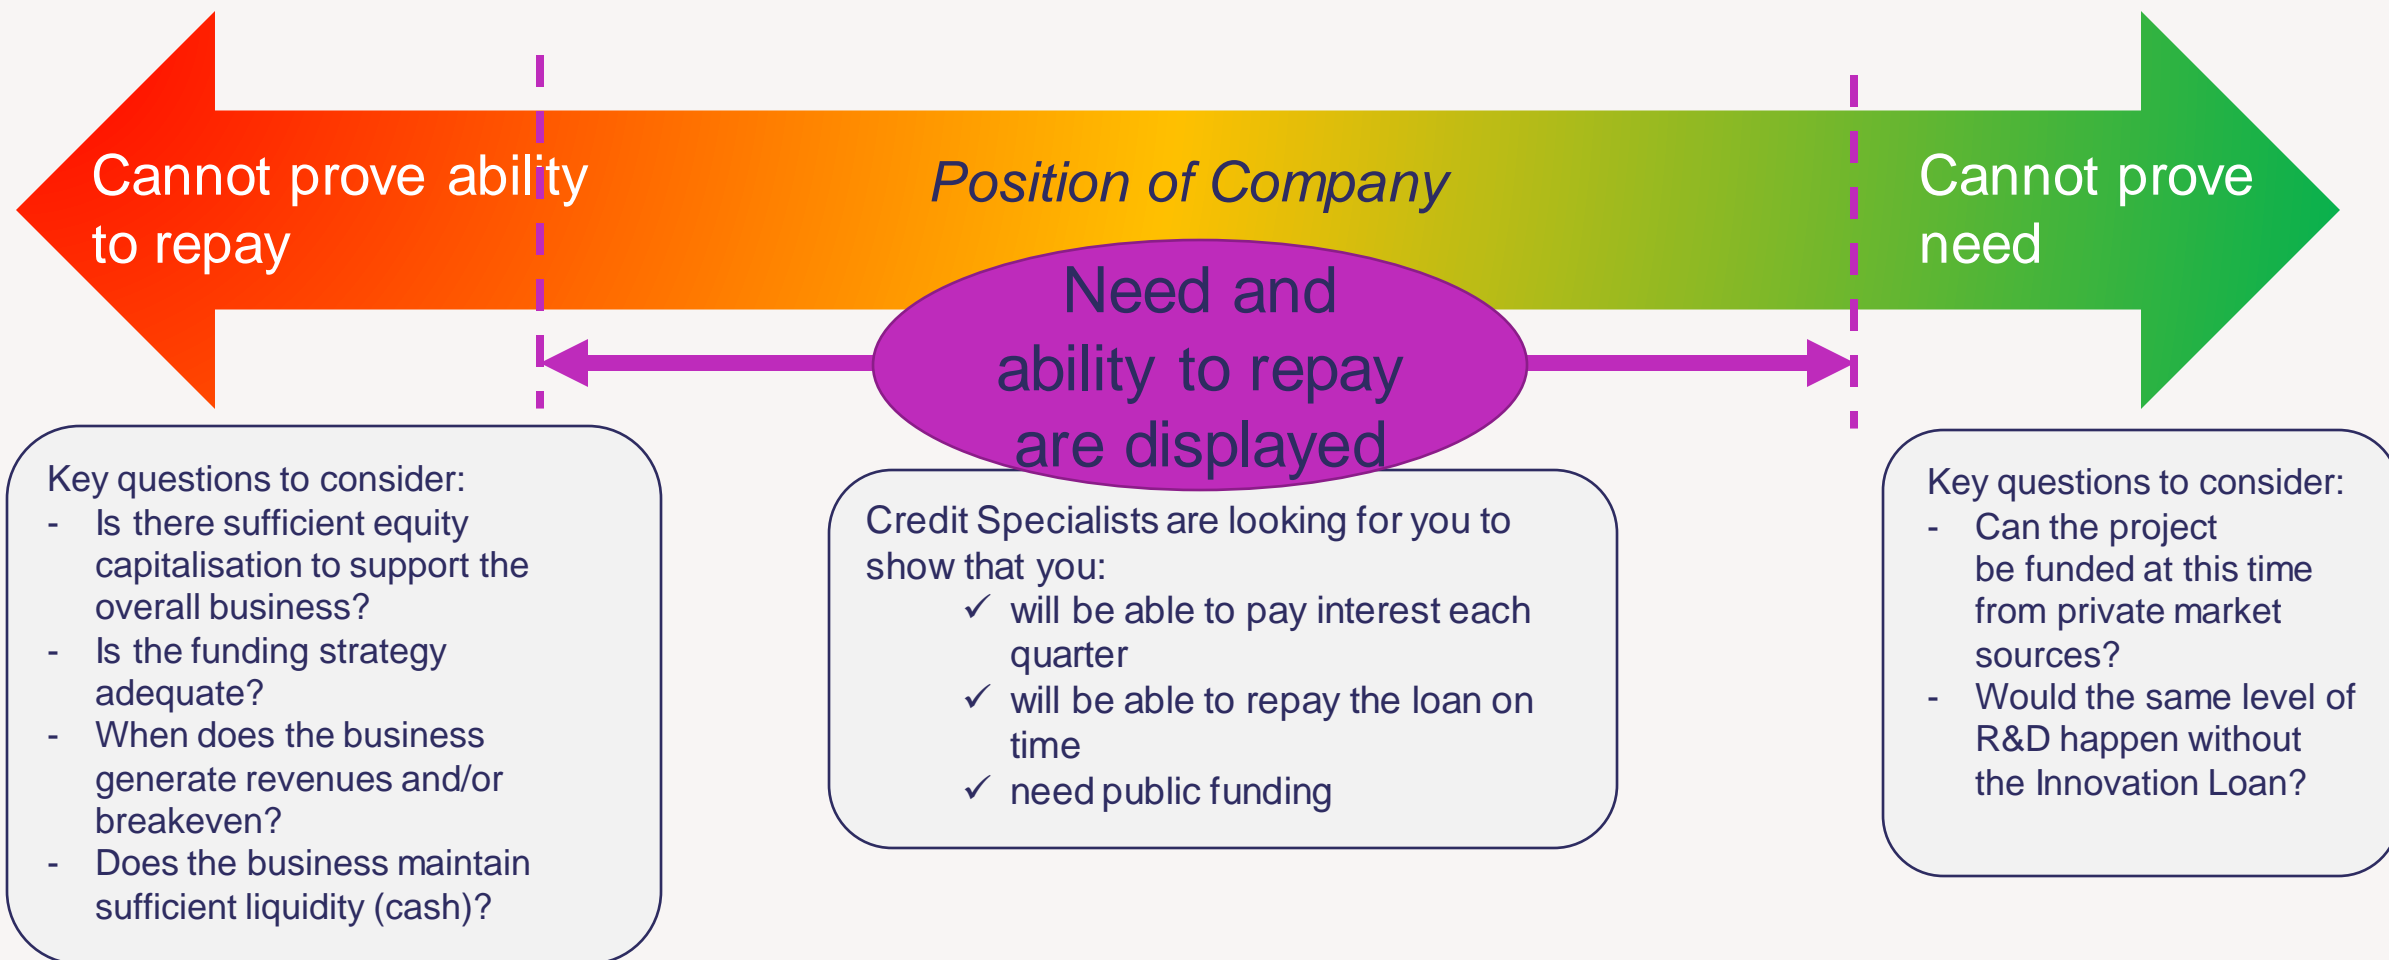 Cannot prove ability
to repay
Position of Company
Cannot prove
need
Need and
ability to repay
are displayed
Key questions to consider:
- Is there sufficient equity
capitalisation to support the
overall business?
- Is the funding strategy
adequate?
- When does the business
generate revenues and/or
breakeven?
- Does the business maintain
sufficient liquidity (cash)?
Credit Specialists are looking for you to
show that you:
✓ will be able to pay interest each
quarter
✓ will be able to repay the loan on
time
✓ need public funding
Key questions to consider:
- Can the project
be funded at this time
from private market
sources?
- Would the same level of
R&D happen without
the Innovation Loan?